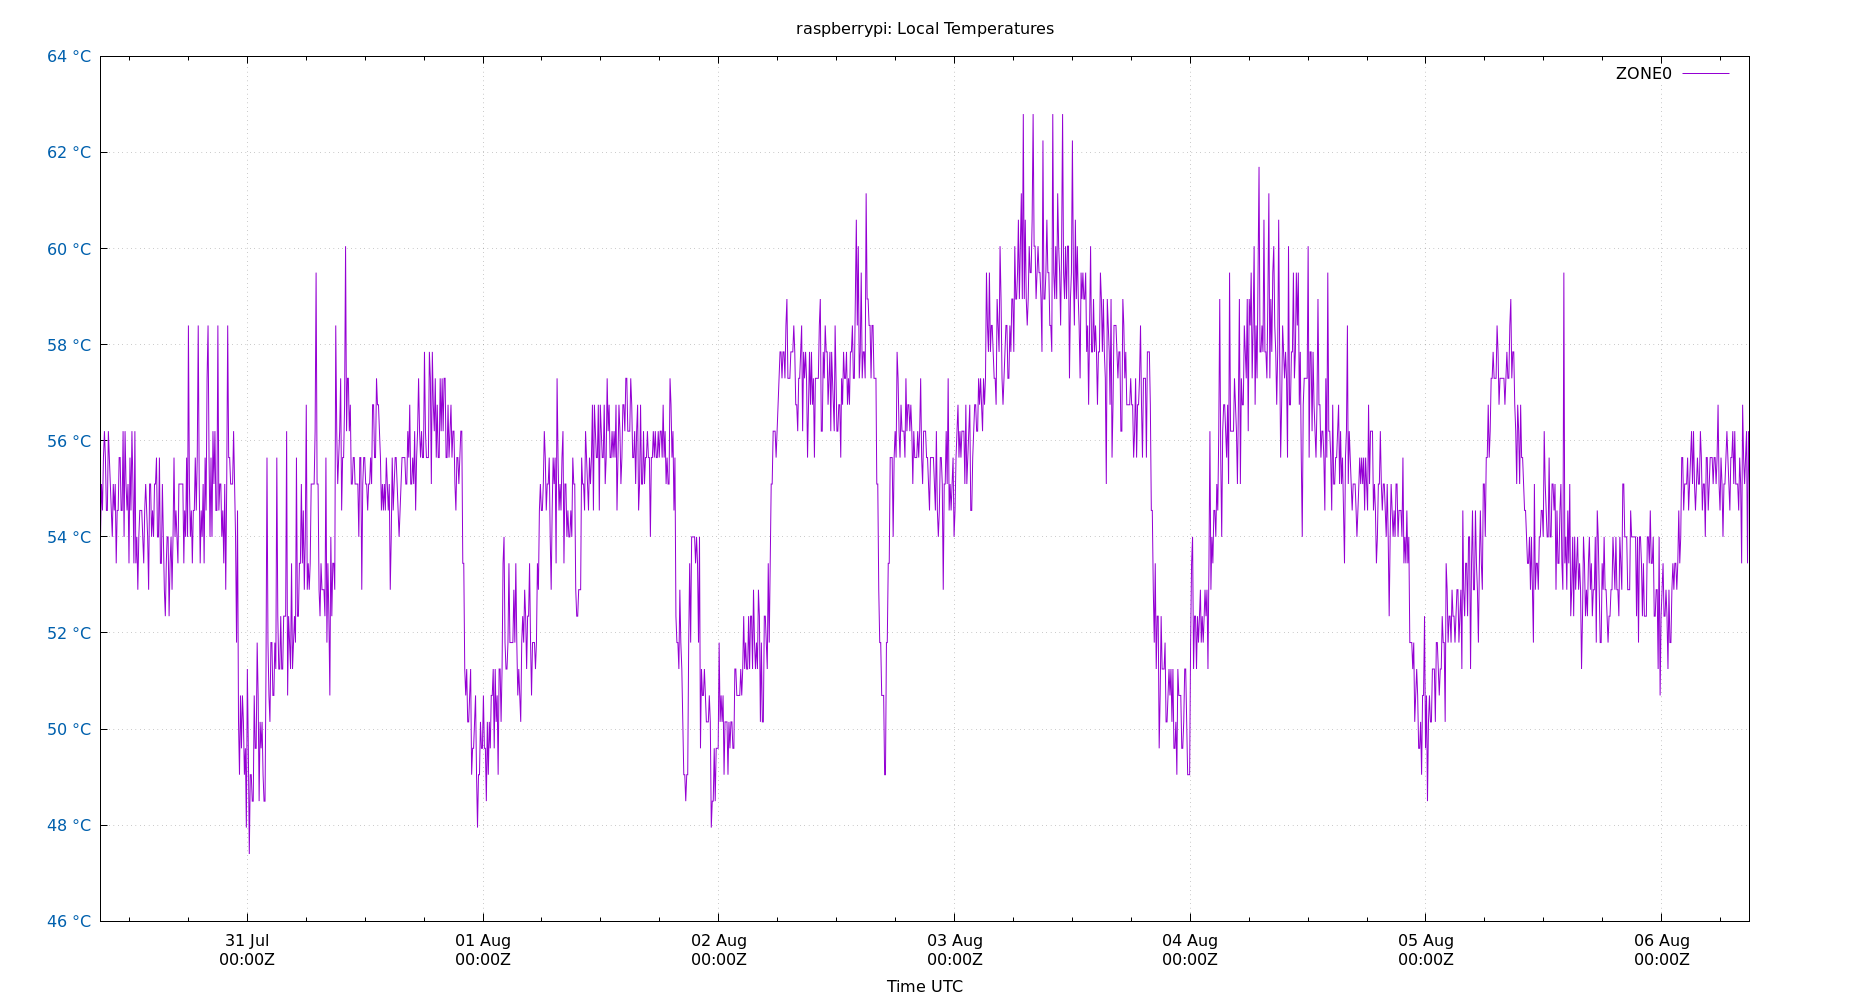 raspberrypi: Local Temperatures
64 °C
ZONE0
62 °C
60 °C
58 °C
56 °C
54 °C
52 °C
50 °C
48 °C
46 °C
31 Jul 01 Aug 02 Aug 03 Aug 04 Aug 05 Aug 06 Aug
00:00Z 00:00Z 00:00Z 00:00Z 00:00Z 00:00Z 00:00Z
Time UTC